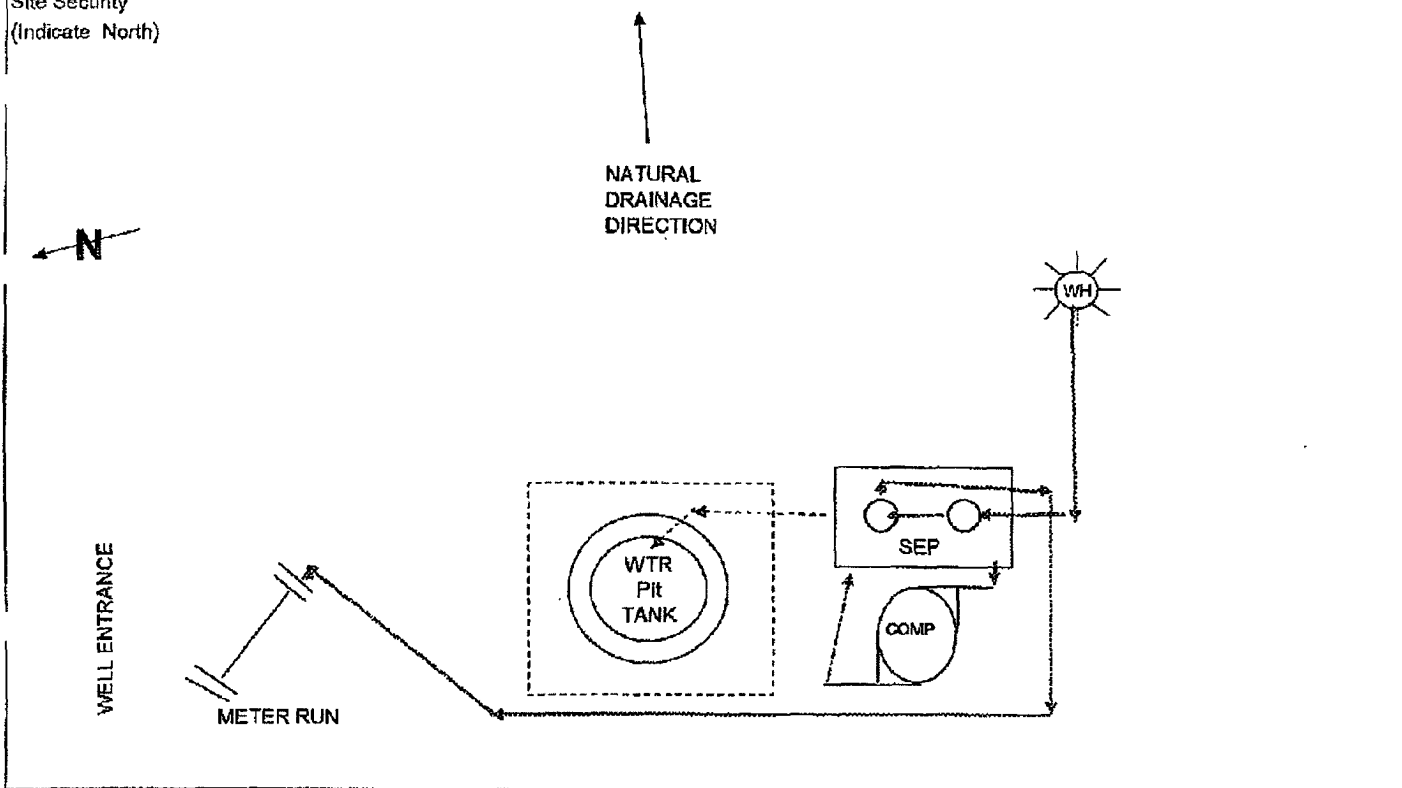 Site Security
(Indicate North)
NATURAL
DRAINAGE
DIRECTION
N
WH
SEP
WTR
Pit
TANK
COMP
WELL ENTRANCE
METER RUN